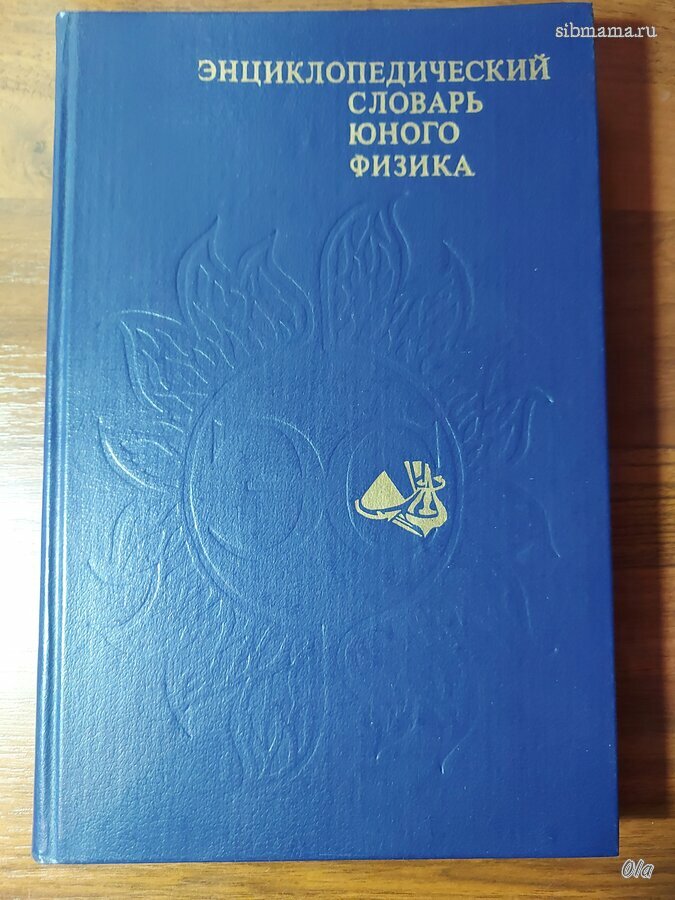 sibmama.ru
ЭНЦИКЛОПЕДИЧЕСКИЙ
СЛОВАРЬ
ЮНОГО
ФИЗИКА
Ola